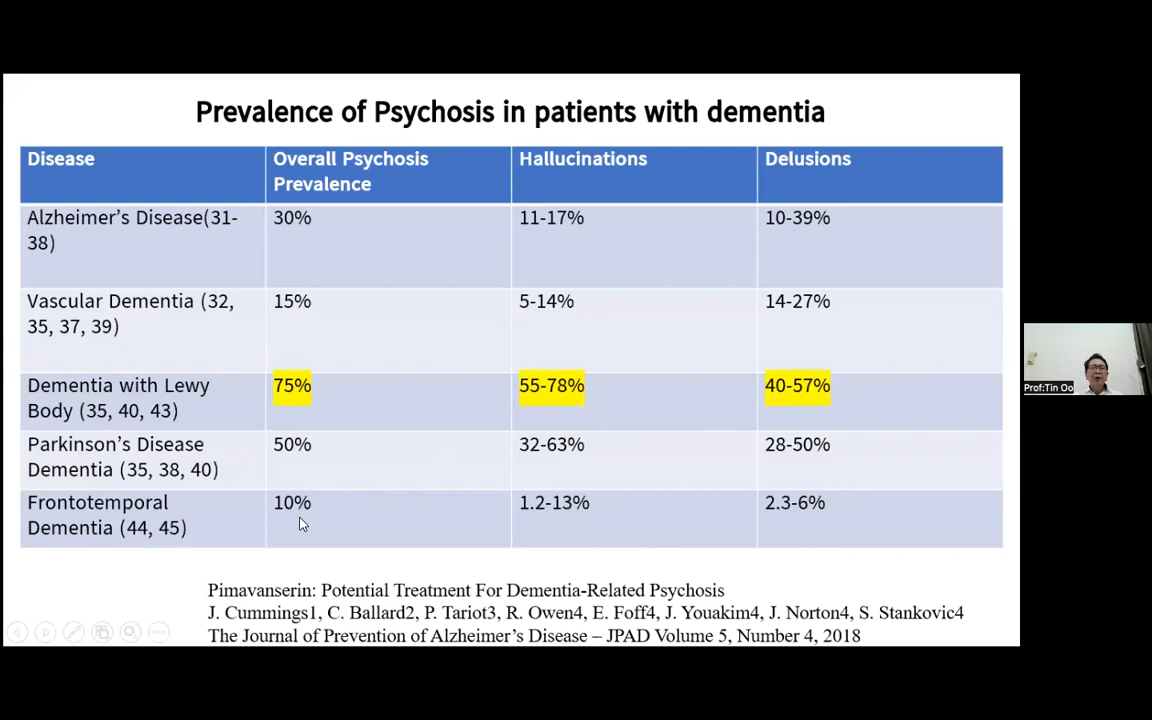 Prevalence of Psychosis in patients with dementia
Disease
Overall Psychosis
Prevalence
Hallucinations
Delusions
Alzheimer’s Disease(31-
38)
30%
11-17%
10-39%
Vascular Dementia (32,
35, 37, 39)
15%
5-14%
14-27%
Dementia with Lewy
Body (35, 40, 43)
75%
55-78%
40-57%
Parkinson’s Disease
Dementia (35, 38, 40)
50%
32-63%
28-50%
Frontotemporal
Dementia (44, 45)
10%
1.2-13%
2.3-6%
Pimavanserin: Potential Treatment For Dementia-Related Psychosis
J. Cummings1, C. Ballard2, P. Tariot3, R. Owen4, E. Foff4, J. Youakim4, J. Norton4, S. Stankovic4
The Journal of Prevention of Alzheimer’s Disease – JPAD Volume 5, Number 4, 2018
Prof:Tin Oo